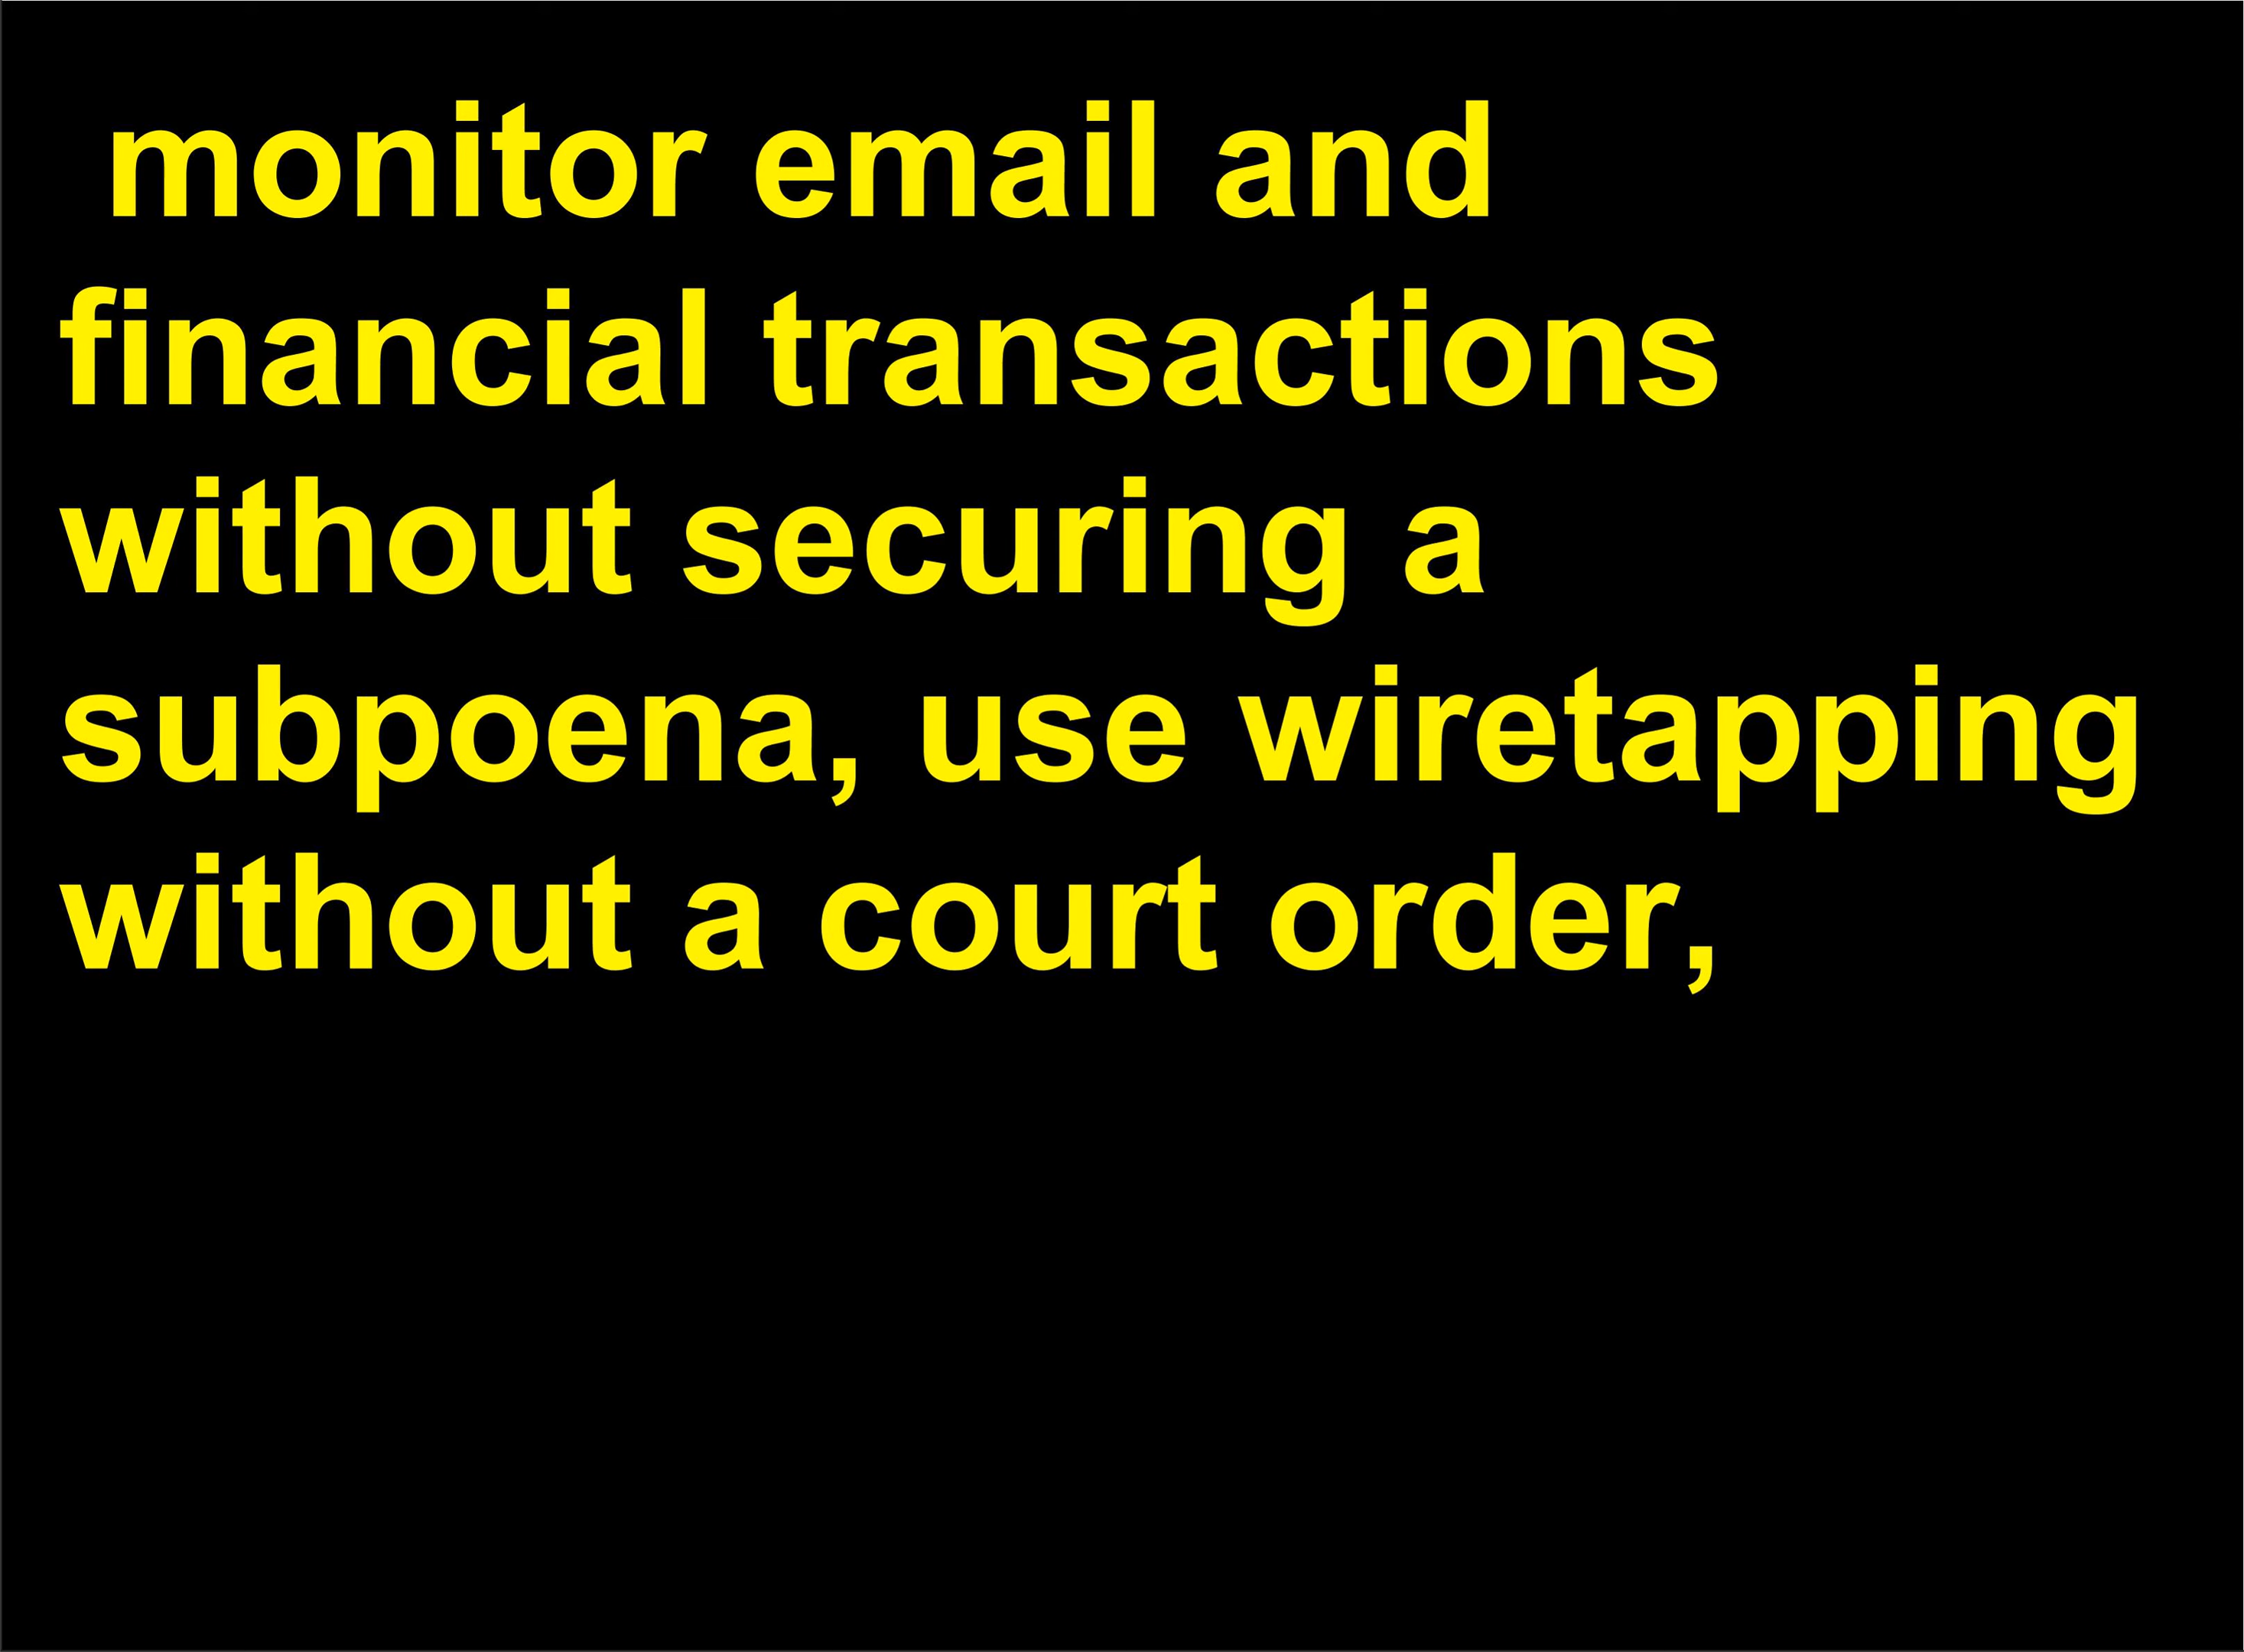 monitor email and
financial transactions
without securing a
subpoena, use wiretapping
without a court order,